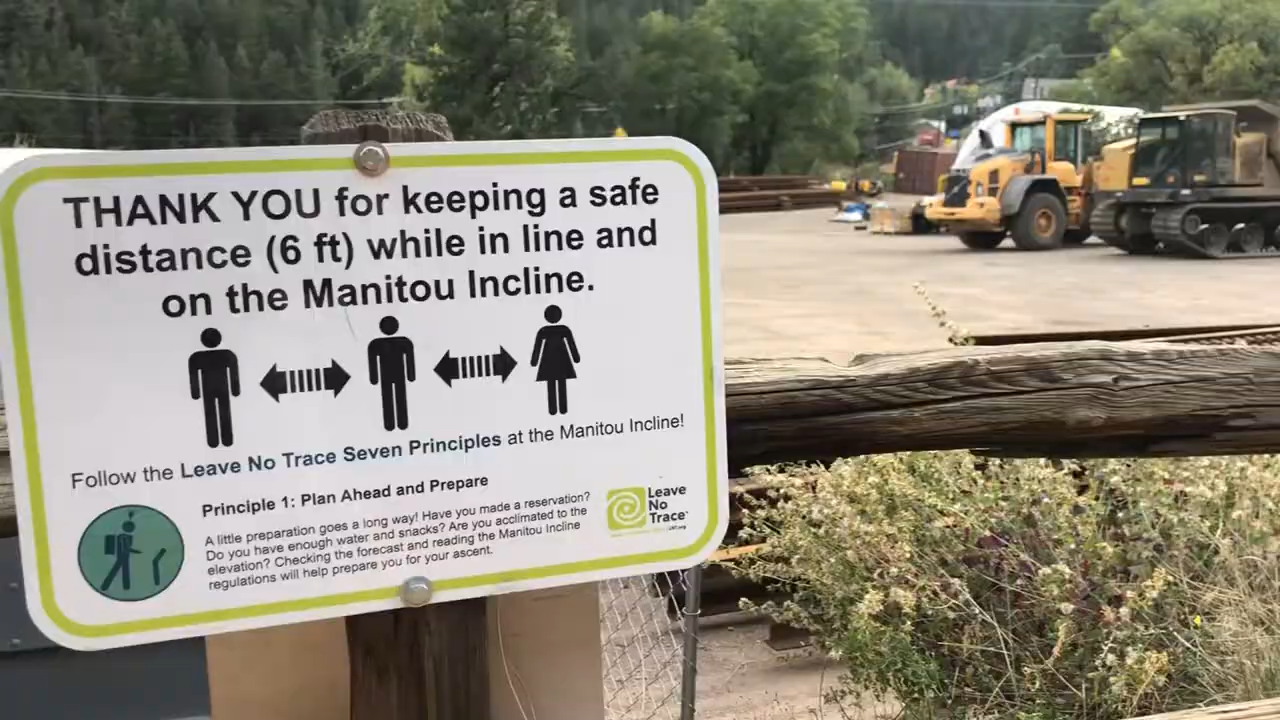 THANK YOU for keeping a safe
distance (6 ft) while in line and
on the Manitou Incline.
Follow the Leave No Trace Seven Principles at the Manitou Incline!
Principle 1: Plan Ahead and Prepare
A little preparation goes a long way! Have you made a reservation?
Do you have enough water and snacks? Are you acclimated to the
elevation? Checking the forecast and reading the Manitou Incline
regulations will help prepare you for your ascent.
Leave
No
Trace